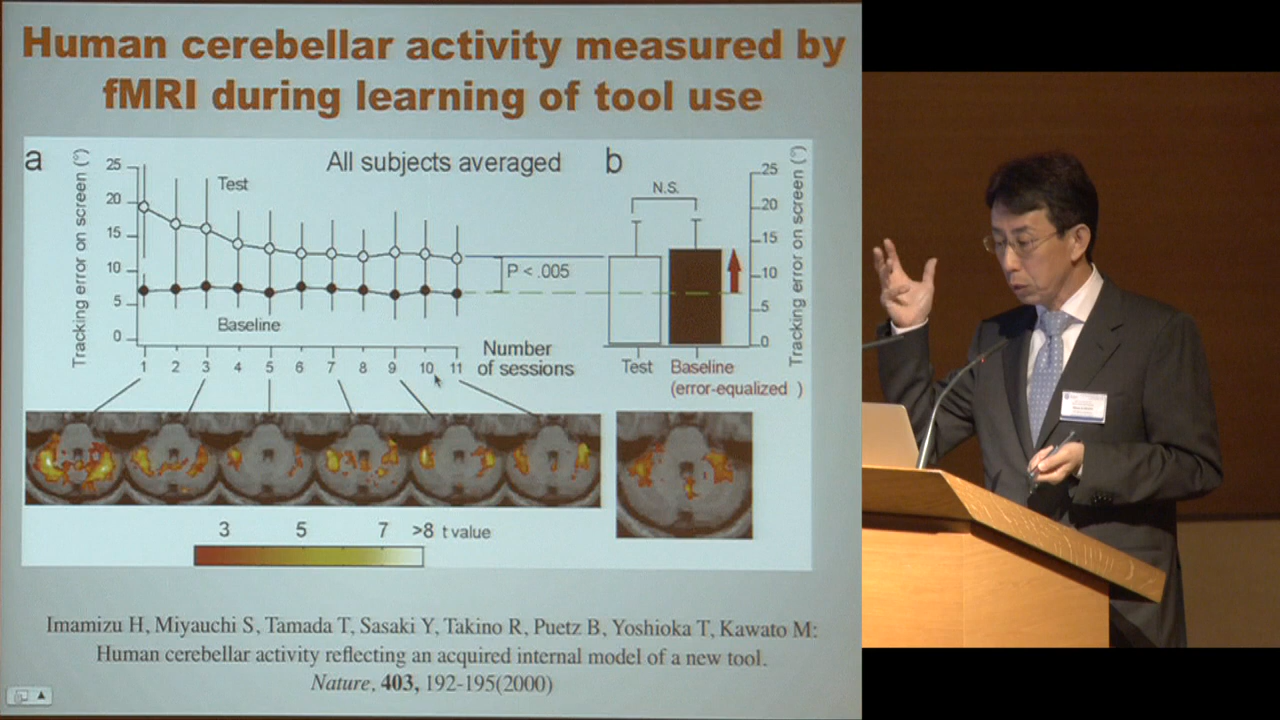 Human cerebellar activity measured by
fMRI during learning of tool use
a
All subjects averaged
b
Tracking error on screen (°)
25
20
15
10
5
0
Test
Baseline
P < .005
1 2 3 4 5 6 7 8 9 10 11
Number
of sessions
N.S.
25
20
15
10
5
0
Tracking error on screen (°)
Test
Baseline
(error-equalized )
3 5 7 >8 t value
Imamizu H, Miyauchi S, Tamada T, Sasaki Y, Takino R, Puetz B, Yoshioka T, Kawato M:
Human cerebellar activity reflecting an acquired internal model of a new tool.
Nature, 403, 192-195(2000)